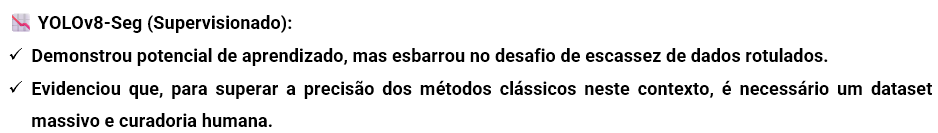 📉 YOLOv8-Seg (Supervisionado):
✓ Demonstrou potencial de aprendizado, mas esbarrou no desafio de escassez de dados rotulados.
✓ Evidenciou que, para superar a precisão dos métodos clássicos neste contexto, é necessário um dataset
massivo e curadoria humana.